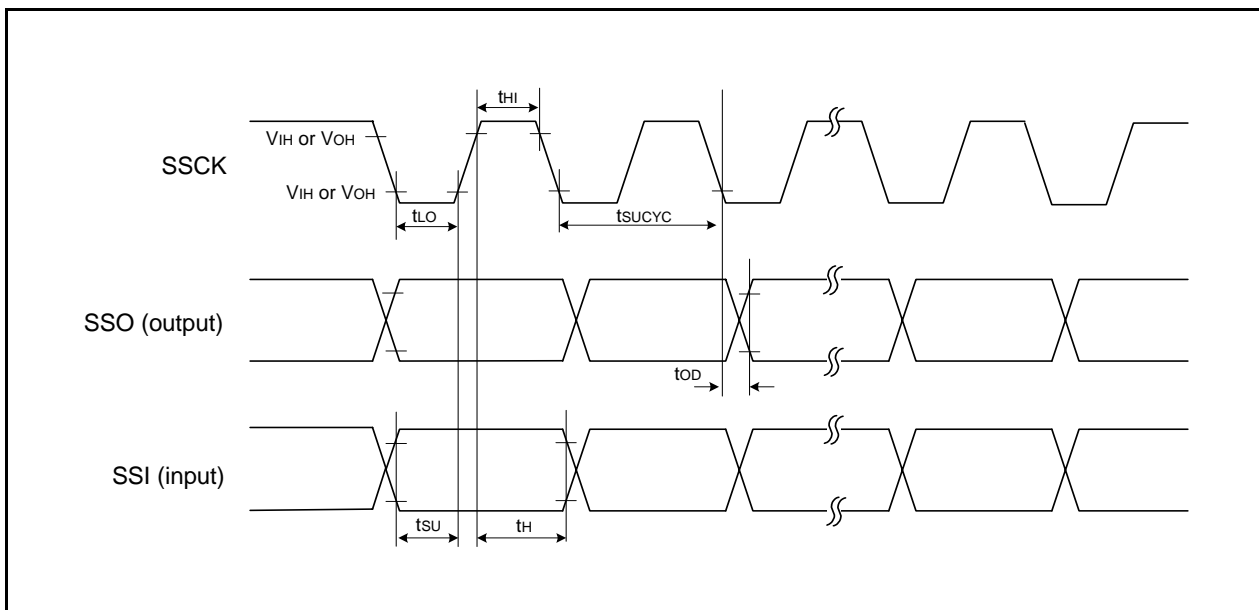 tHI
VIH or VOH
SSCK
VIH or VOH
tLO
tSUCYC
SSO (output)
tOD
SSI (input)
tSU
tH